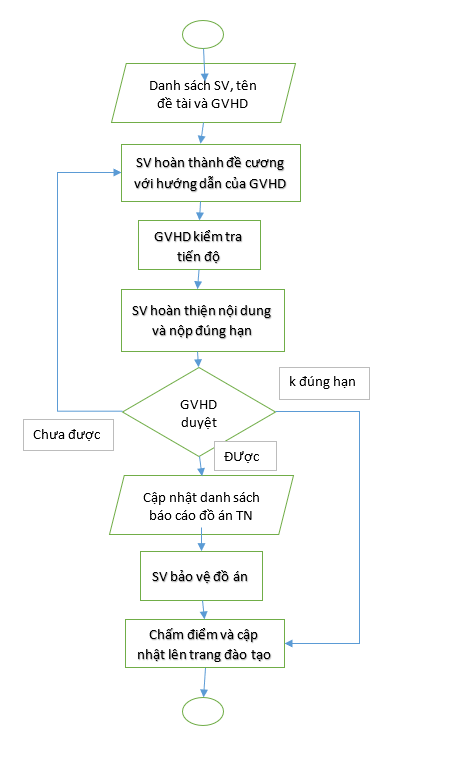 Danh sách SV, tên
đề tài và GVHD
SV hoàn thành đề cương
với hướng dẫn của GVHD
GVHD kiểm tra
tiến độ
SV hoàn thiện nội dung
và nộp đúng hạn
k đúng hạn
GVHD
duyệt
Chưa được
ĐƯợc
Cập nhật danh sách
báo cáo đồ án TN
SV bảo vệ đồ án
Chấm điểm và cập
nhật lên trang đào tạo